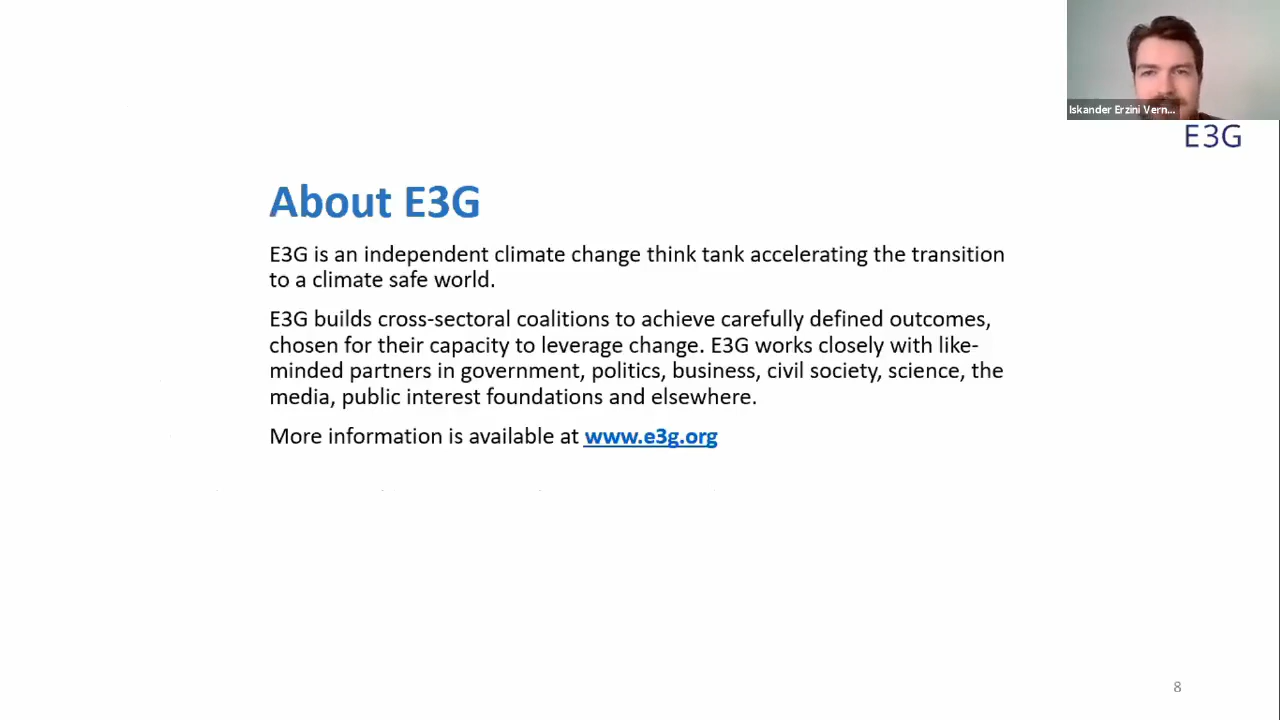 Iskander Erzini Vern...
E3G
About E3G
E3G is an independent climate change think tank accelerating the transition
to a climate safe world.
E3G builds cross-sectoral coalitions to achieve carefully defined outcomes,
chosen for their capacity to leverage change. E3G works closely with like-
minded partners in government, politics, business, civil society, science, the
media, public interest foundations and elsewhere.
More information is available at www.e3g.org
8